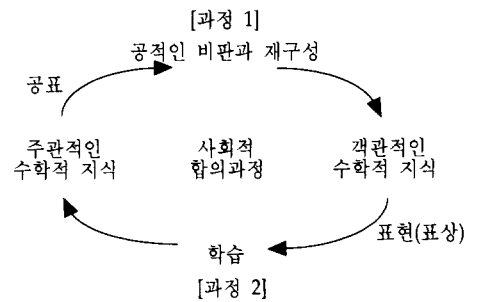 [과정 1]
공적인 비판과 재구성
공표
주관적인
수학적 지식
사회적
합의과정
객관적인
수학적 지식
표현(표상)
학습
[과정 2]